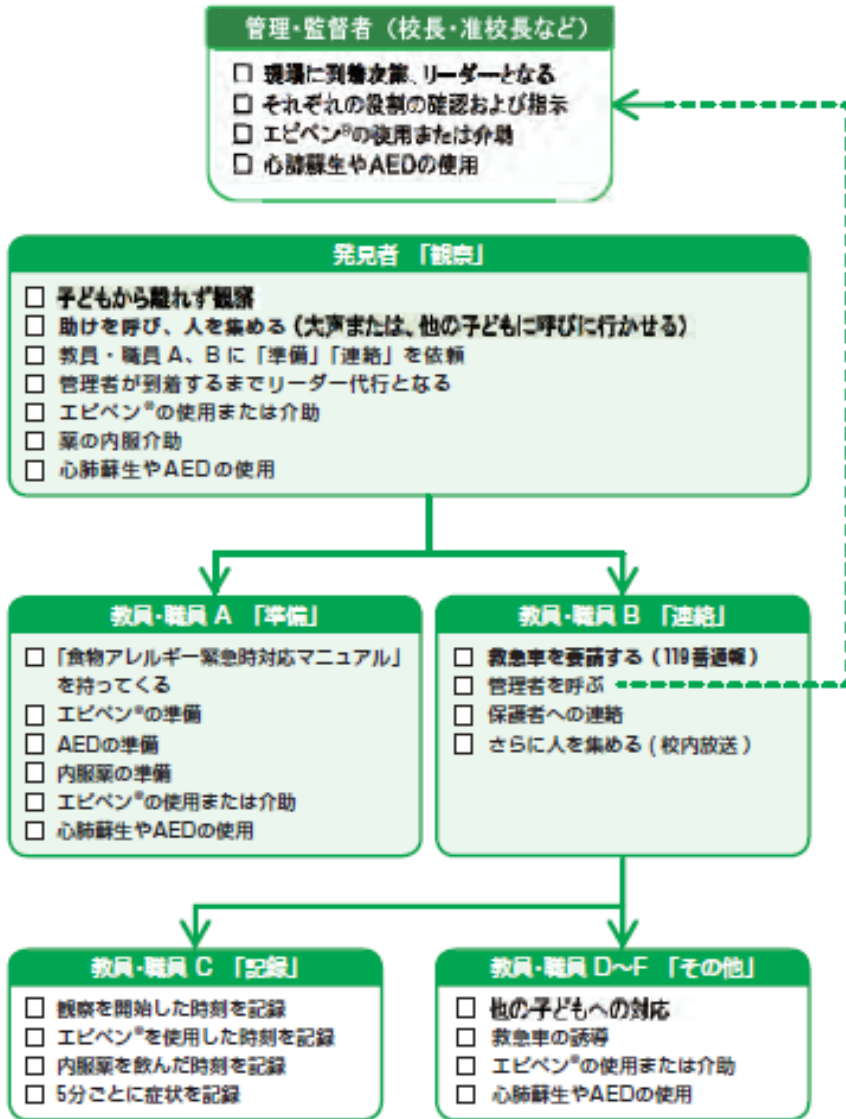 管理・監督者（校長・准校長など）
□ 現場に到着次第、リーダーとなる
□ それぞれの役割の確認および指示
□ エピペン®の使用または介助
□ 心肺蘇生やAEDの使用
発見者 「観察」
□ 子どもから離れず観察
□ 助けを呼び、人を集める（大声または、他の子どもに呼びに行かせる）
□ 教員・職員 A、B に「準備」「連絡」を依頼
□ 管理者が到着するまでリーダー代行となる
□ エピペン®の使用または介助
□ 薬の内服介助
□ 心肺蘇生やAEDの使用
教員・職員 A 「準備」
□ 「食物アレルギー緊急時対応マニュアル」
を持ってくる
□ エピペン®の準備
□ AEDの準備
□ 内服薬の準備
□ エピペン®の使用または介助
□ 心肺蘇生やAEDの使用
教員・職員 B 「連絡」
□ 救急車を要請する（119番通報）
□ 管理者を呼ぶ
□ 保護者への連絡
□ さらに人を集める（校内放送）
教員・職員 C 「記録」
□ 観察を開始した時刻を記録
□ エピペン®を使用した時刻を記録
□ 内服薬を飲んだ時刻を記録
□ 5分ごとに症状を記録
教員・職員 D～F 「その他」
□ 他の子どもへの対応
□ 救急車の誘導
□ エピペン®の使用または介助
□ 心肺蘇生やAEDの使用